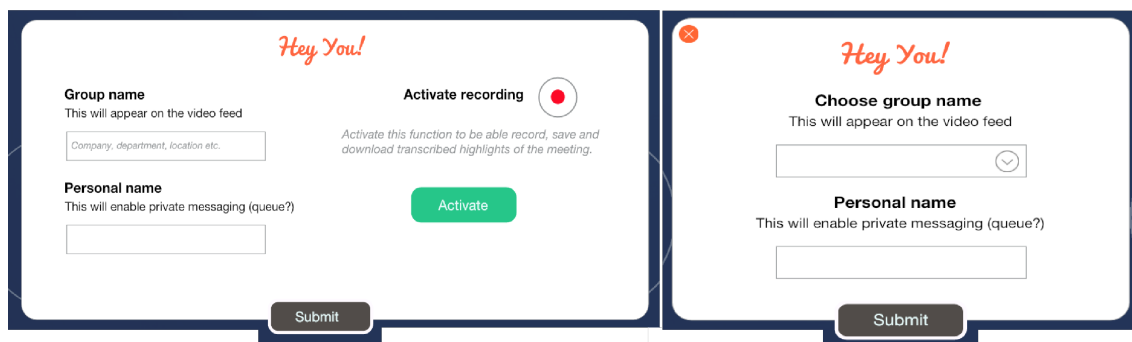 Hey You!
Group name
This will appear on the video feed
Company, department, location etc.
Personal name
This will enable private messaging (queue?)
Activate recording
Activate this function to be able record, save and
download transcribed highlights of the meeting.
Activate
Submit
Hey You!
Choose group name
This will appear on the video feed
Personal name
This will enable private messaging (queue?)
Submit